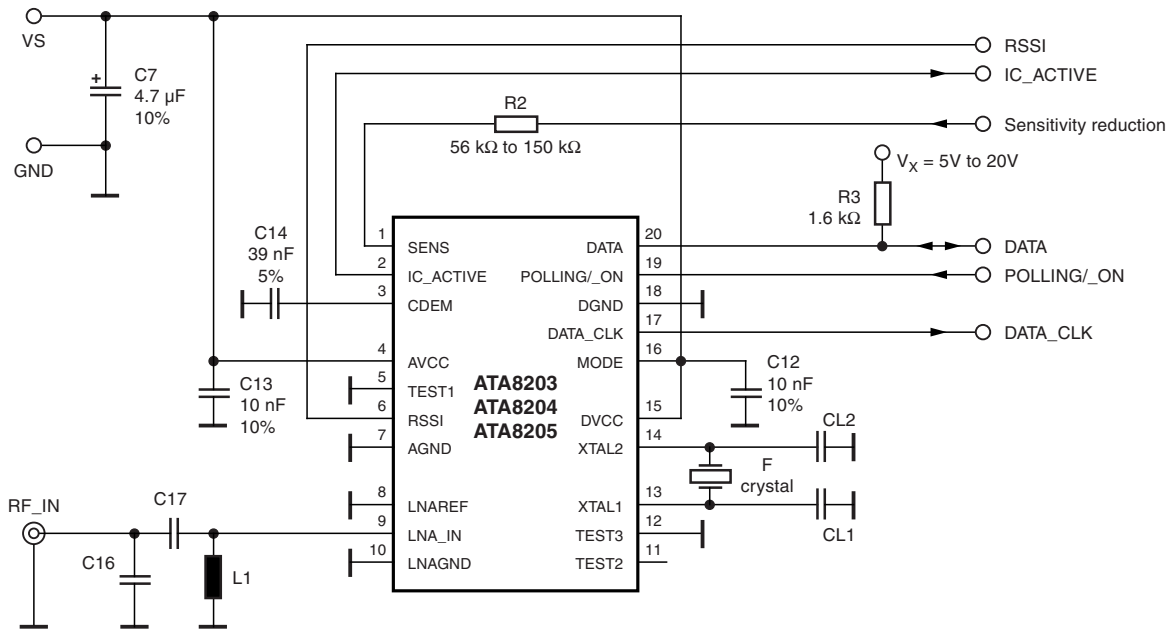 VS
+
C7
4.7 µF
10%
GND
RSSI
IC_ACTIVE
R2
56 kΩ to 150 kΩ
Sensitivity reduction
V_X = 5V to 20V
R3
1.6 kΩ
C14
39 nF
5%
1 SENS
2 IC_ACTIVE
3 CDEM
4 AVCC
5 TEST1
6 RSSI
7 AGND
8 LNAREF
9 LNA_IN
10 LNAGND
ATA8203
ATA8204
ATA8205
DATA 20
POLLING/_ON 19
DGND 18
DATA_CLK 17
MODE 16
DVCC 15
XTAL2 14
XTAL1 13
TEST3 12
TEST2 11
DATA
POLLING/_ON
DATA_CLK
C13
10 nF
10%
C12
10 nF
10%
CL2
F
crystal
CL1
RF_IN
C17
C16
L1